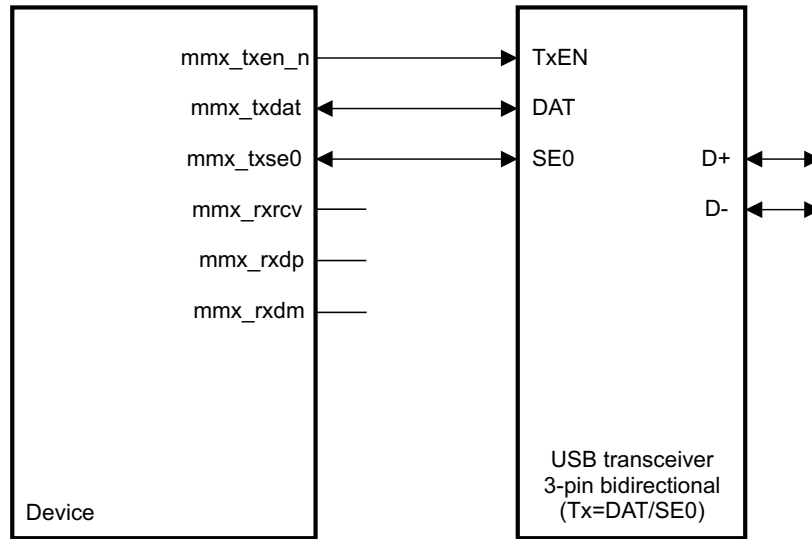 mmx_txen_n TxEN
mmx_txdat DAT
mmx_txse0 SE0 D+
mmx_rxrcv D-
mmx_rxdp
mmx_rxdm
USB transceiver
3-pin bidirectional
Device (Tx=DAT/SE0)